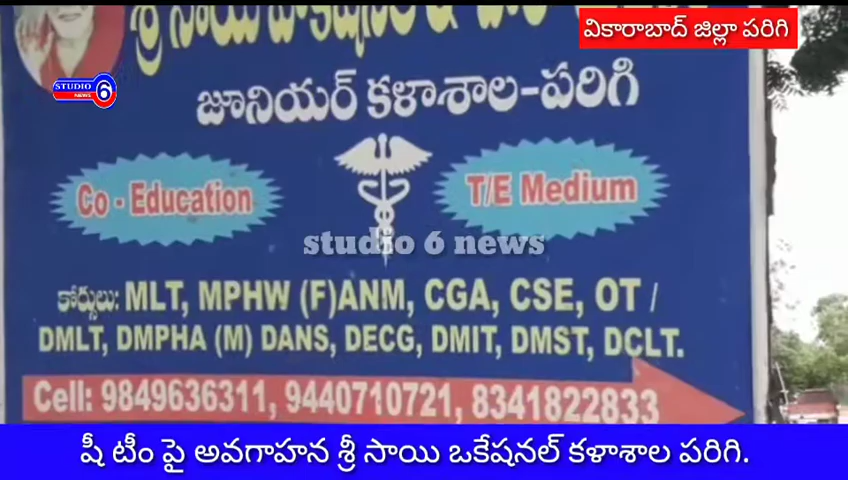 వికారాబాద్ జిల్లా పరిగి
శ్రీ సాయి
STUDIO 6
NEWS
జూనియర్ కళాశాల-పరిగి
Co - Education
T/E Medium
studio 6 news
కోర్సులు: MLT, MPHW (F)ANM, CGA, CSE, OT /
DMLT, DMPHA (M) DANS, DECG, DMIT, DMST, DCLT.
Cell: 9849636311, 9440710721, 8341822833
షీ టీం పై అవగాహన శ్రీ సాయి ఒకేషనల్ కళాశాల పరిగి.